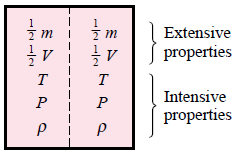 ½ m ½ m Extensive
½ V ½ V properties
T T
P P Intensive
ρ ρ properties